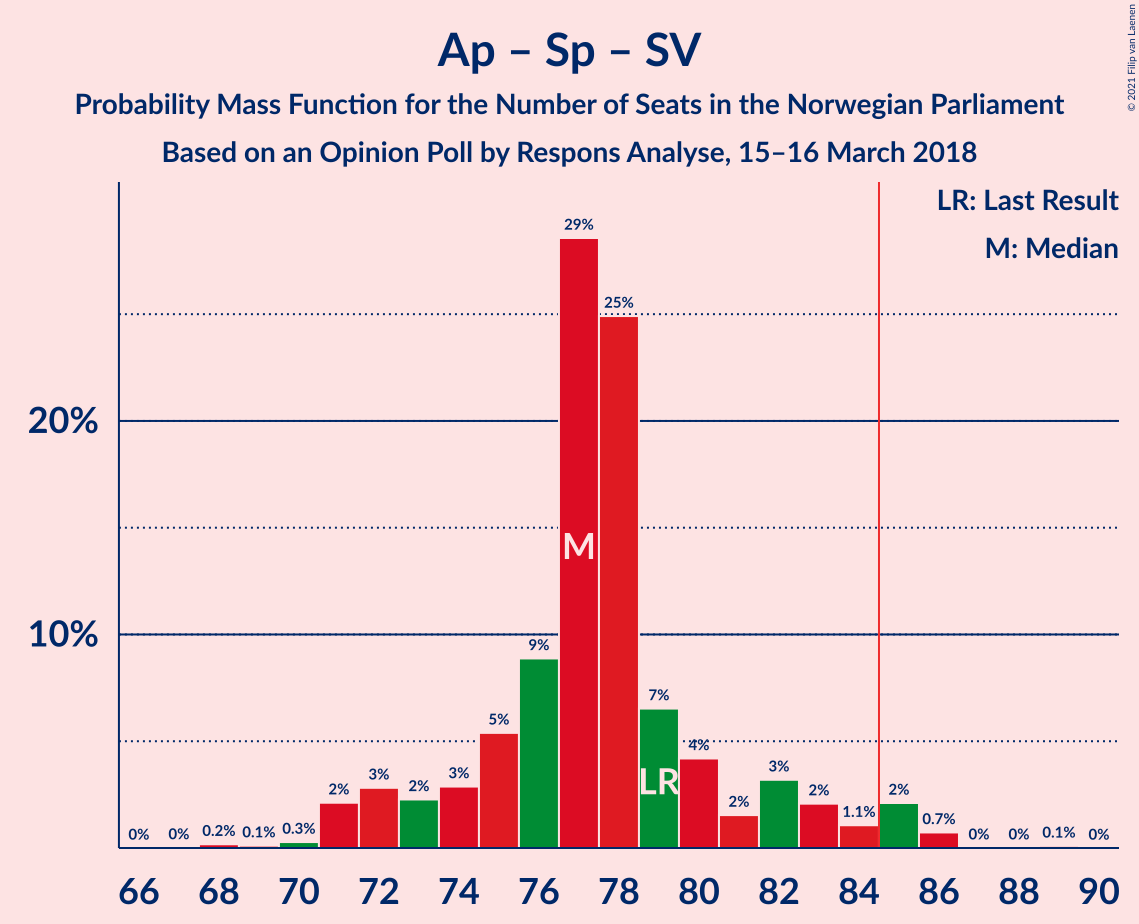 Ap – Sp – SV
Probability Mass Function for the Number of Seats in the Norwegian Parliament
Based on an Opinion Poll by Respons Analyse, 15–16 March 2018
© 2021 Filip van Laenen
LR: Last Result
M: Median
20%
10%
0% 0% 0.2% 0.1% 0.3% 2% 3% 2% 3% 5% 9% 29% 25% 7% 4% 2% 3% 2% 1.1% 2% 0.7% 0% 0% 0.1% 0%
M
LR
66 68 70 72 74 76 78 80 82 84 86 88 90